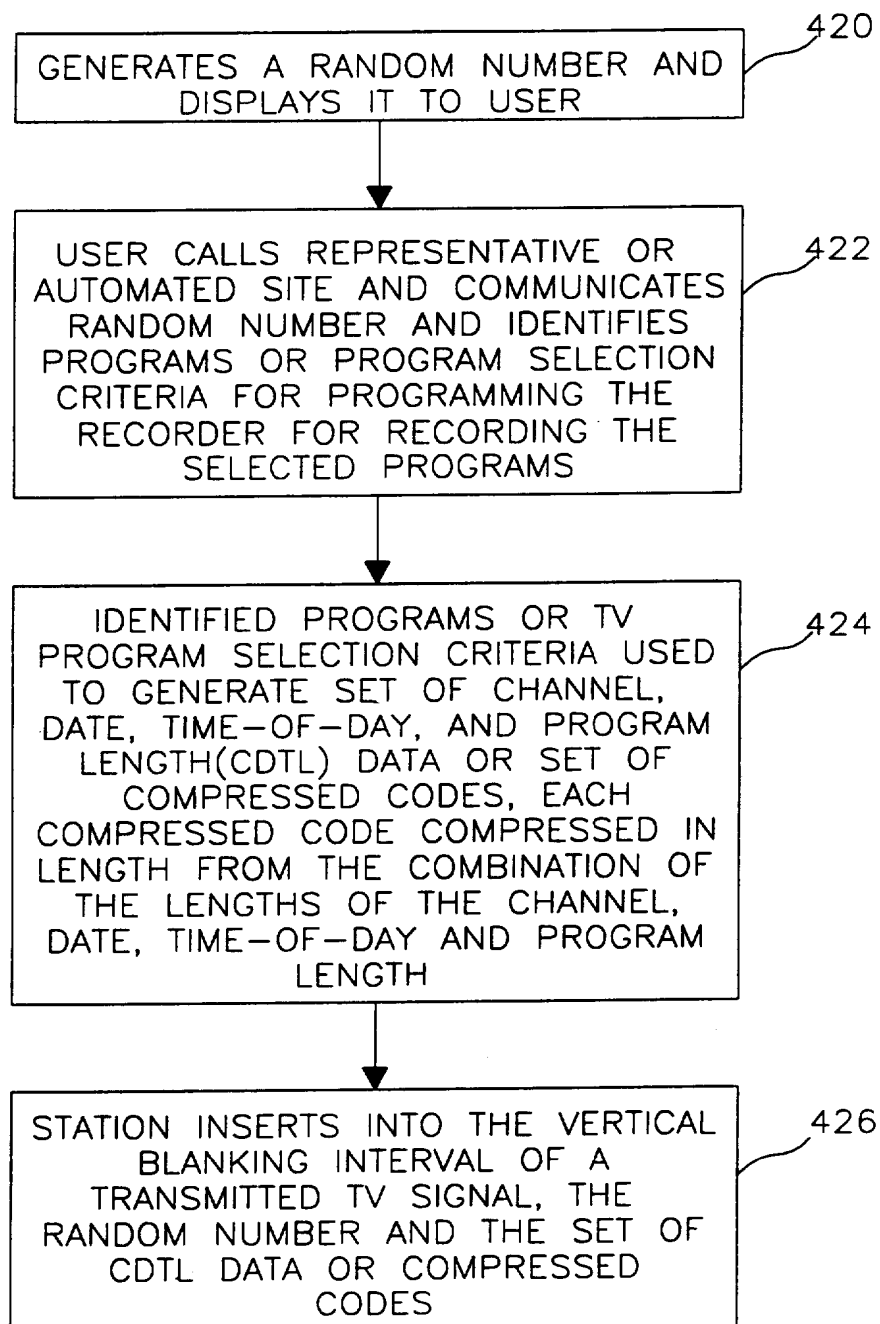 420
GENERATES A RANDOM NUMBER AND
DISPLAYS IT TO USER
422
USER CALLS REPRESENTATIVE OR
AUTOMATED SITE AND COMMUNICATES
RANDOM NUMBER AND IDENTIFIES
PROGRAMS OR PROGRAM SELECTION
CRITERIA FOR PROGRAMMING THE
RECORDER FOR RECORDING THE
SELECTED PROGRAMS
424
IDENTIFIED PROGRAMS OR TV
PROGRAM SELECTION CRITERIA USED
TO GENERATE SET OF CHANNEL,
DATE, TIME-OF-DAY, AND PROGRAM
LENGTH(CDTL) DATA OR SET OF
COMPRESSED CODES, EACH
COMPRESSED CODE COMPRESSED IN
LENGTH FROM THE COMBINATION OF
THE LENGTHS OF THE CHANNEL,
DATE, TIME-OF-DAY AND PROGRAM
LENGTH
426
STATION INSERTS INTO THE VERTICAL
BLANKING INTERVAL OF A
TRANSMITTED TV SIGNAL, THE
RANDOM NUMBER AND THE SET OF
CDTL DATA OR COMPRESSED
CODES